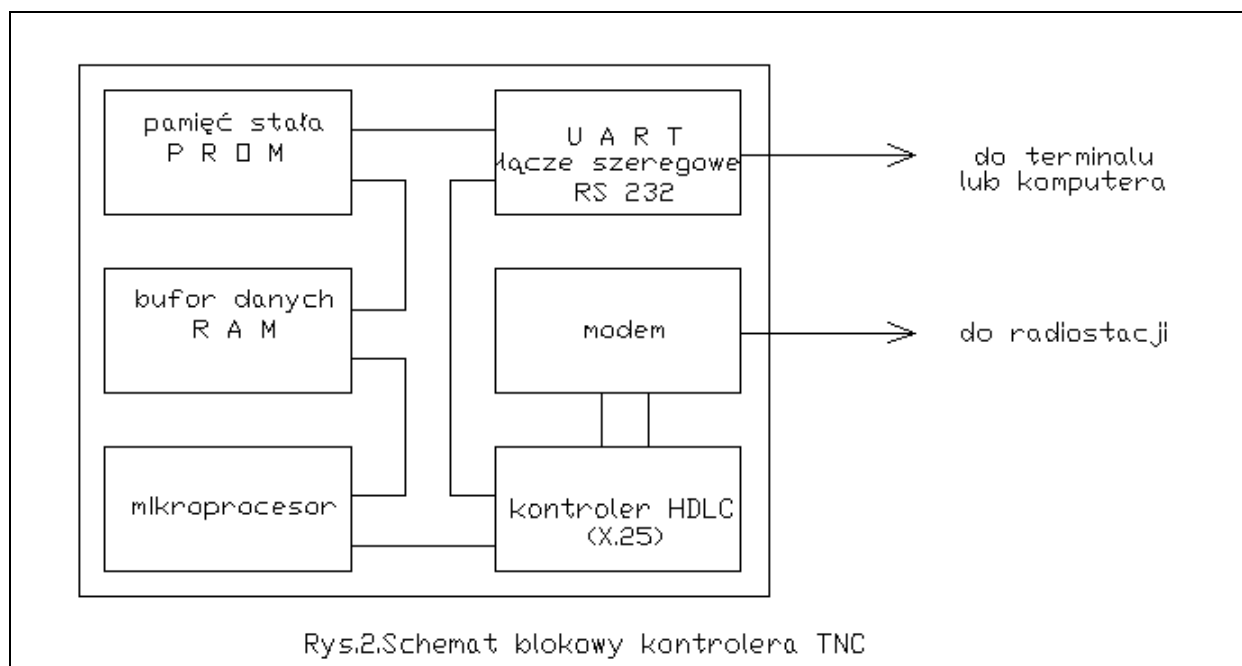 pamięć stała
P R O M
U A R T
łącze szeregowe
RS 232
do terminalu
lub komputera
bufor danych
R A M
modem
do radiostacji
mIkroprocesor
kontroler HDLC
(X.25)
Rys.2.Schemat blokowy kontrolera TNC